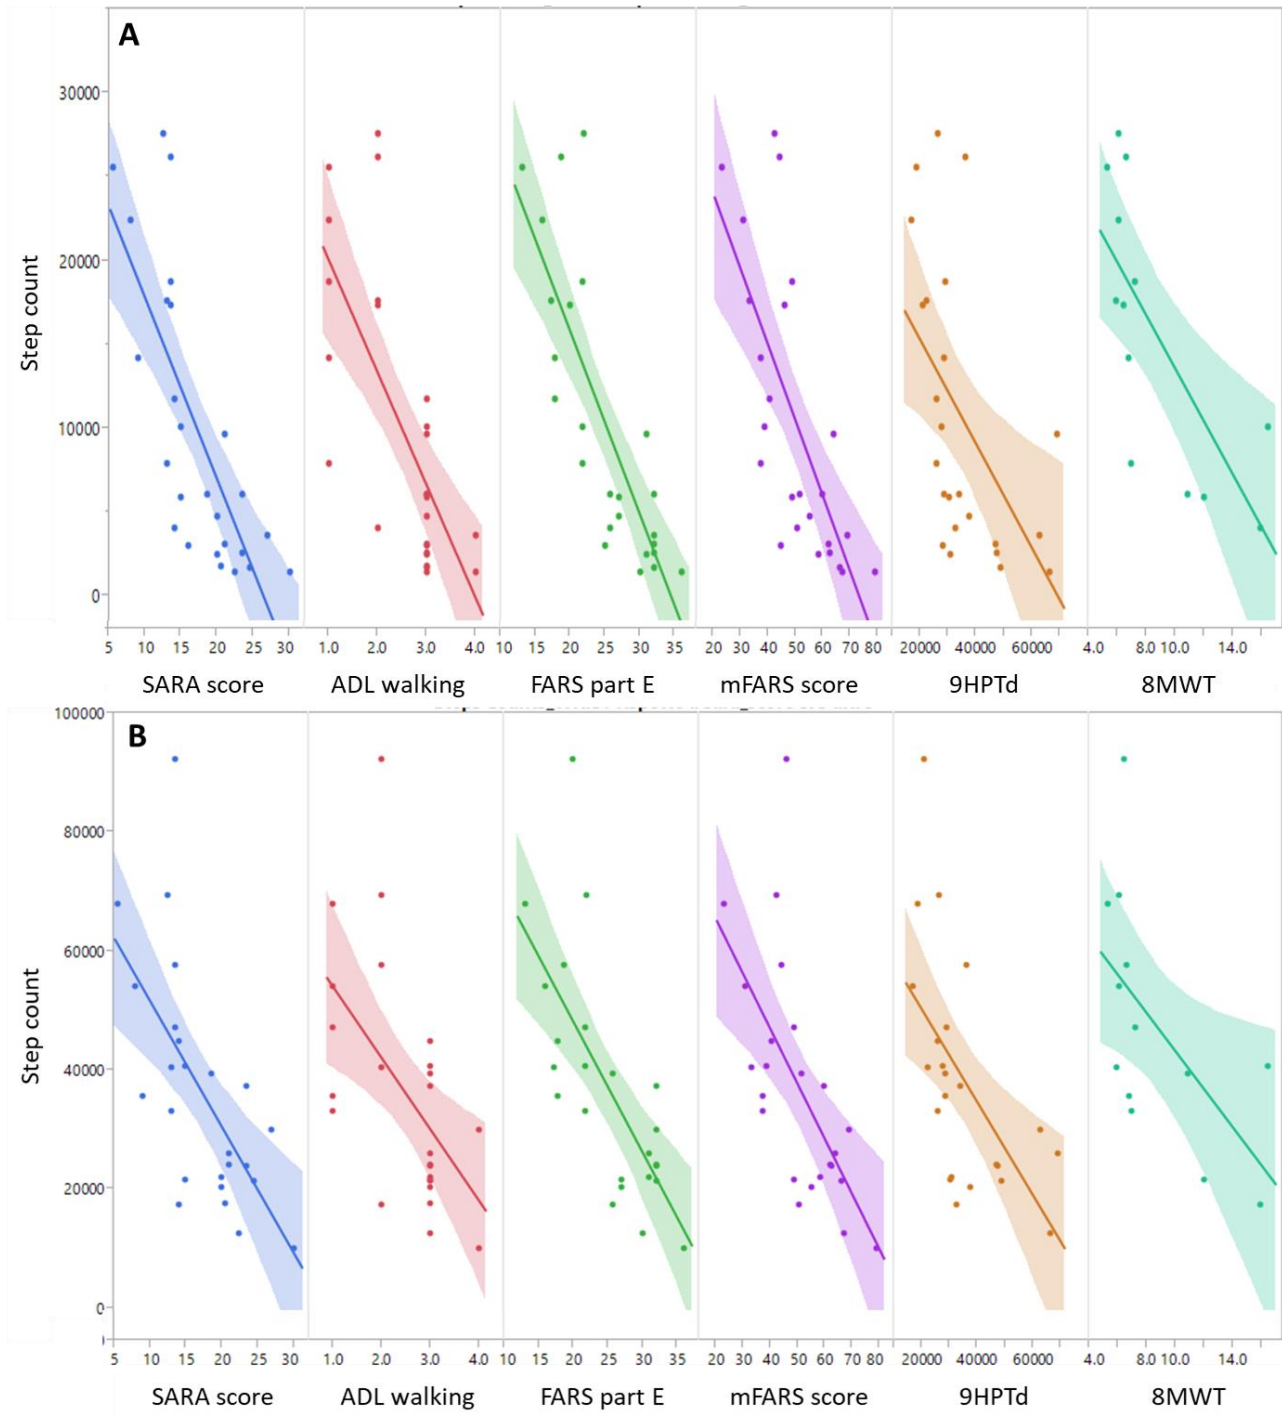 A
30000
20000
10000
0
Step count
5 10 15 20 25 30 1.0 2.0 3.0 4.0 10 15 20 25 30 35 20 30 40 50 60 70 80 20000 40000 60000 4.0 8.0 10.0 14.0
SARA score ADL walking FARS part E mFARS score 9HPTd 8MWT
B
100000
80000
60000
40000
20000
0
Step count
5 10 15 20 25 30 1.0 2.0 3.0 4.0 10 15 20 25 30 35 20 30 40 50 60 70 80 20000 40000 60000 4.0 8.0 10.0 14.0
SARA score ADL walking FARS part E mFARS score 9HPTd 8MWT